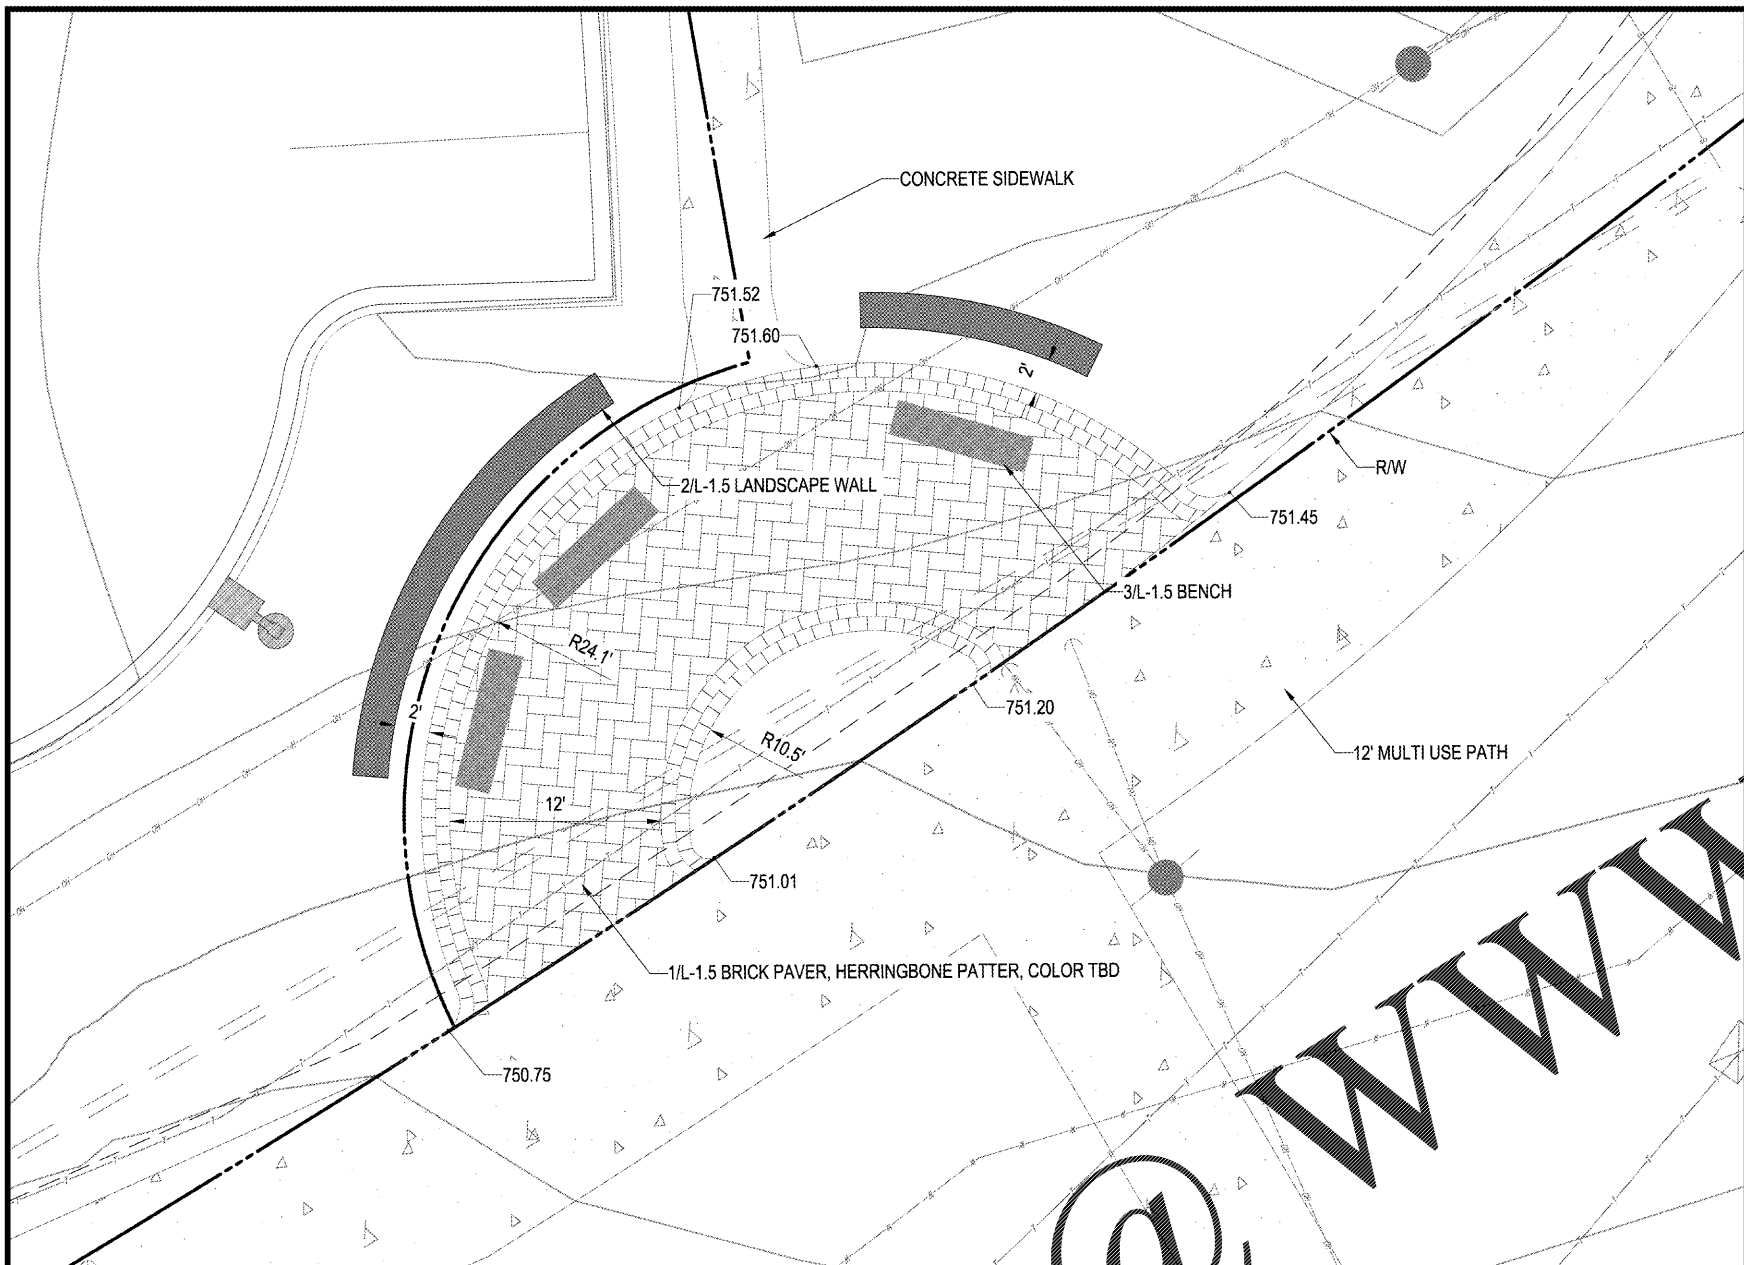 CONCRETE SIDEWALK
751.52
751.60
2'
R/W
2/L-1.5 LANDSCAPE WALL
751.45
3/L-1.5 BENCH
R24.1'
751.20
2'
R10.5'
12' MULTI USE PATH
12'
751.01
1/L-1.5 BRICK PAVER, HERRINGBONE PATTER, COLOR TBD
750.75
@ WWW